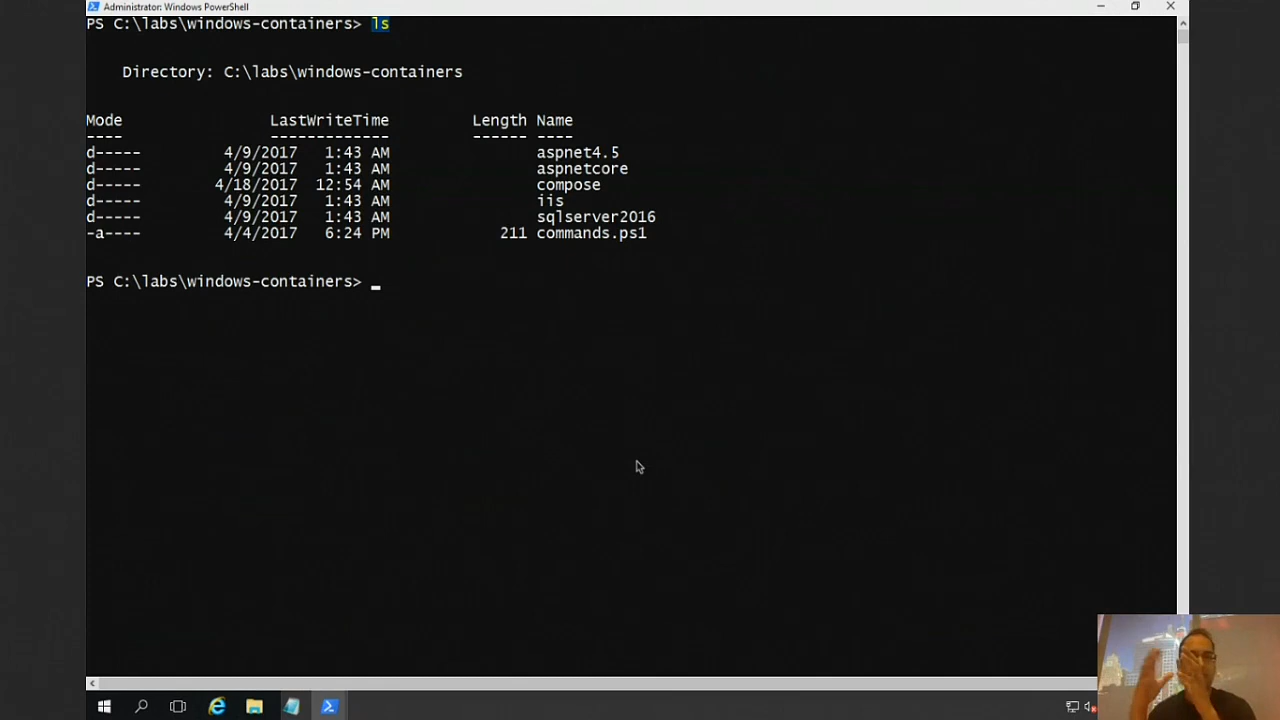 Administrator: Windows PowerShell
PS C:\labs\windows-containers> ls
Directory: C:\labs\windows-containers
Mode LastWriteTime Length Name
---- ------------- ------ ----
d----- 4/9/2017 1:43 AM aspnet4.5
d----- 4/9/2017 1:43 AM aspnetcore
d----- 4/18/2017 12:54 AM compose
d----- 4/9/2017 1:43 AM iis
d----- 4/9/2017 1:43 AM sqlserver2016
-a---- 4/4/2017 6:24 PM 211 commands.ps1
PS C:\labs\windows-containers> _